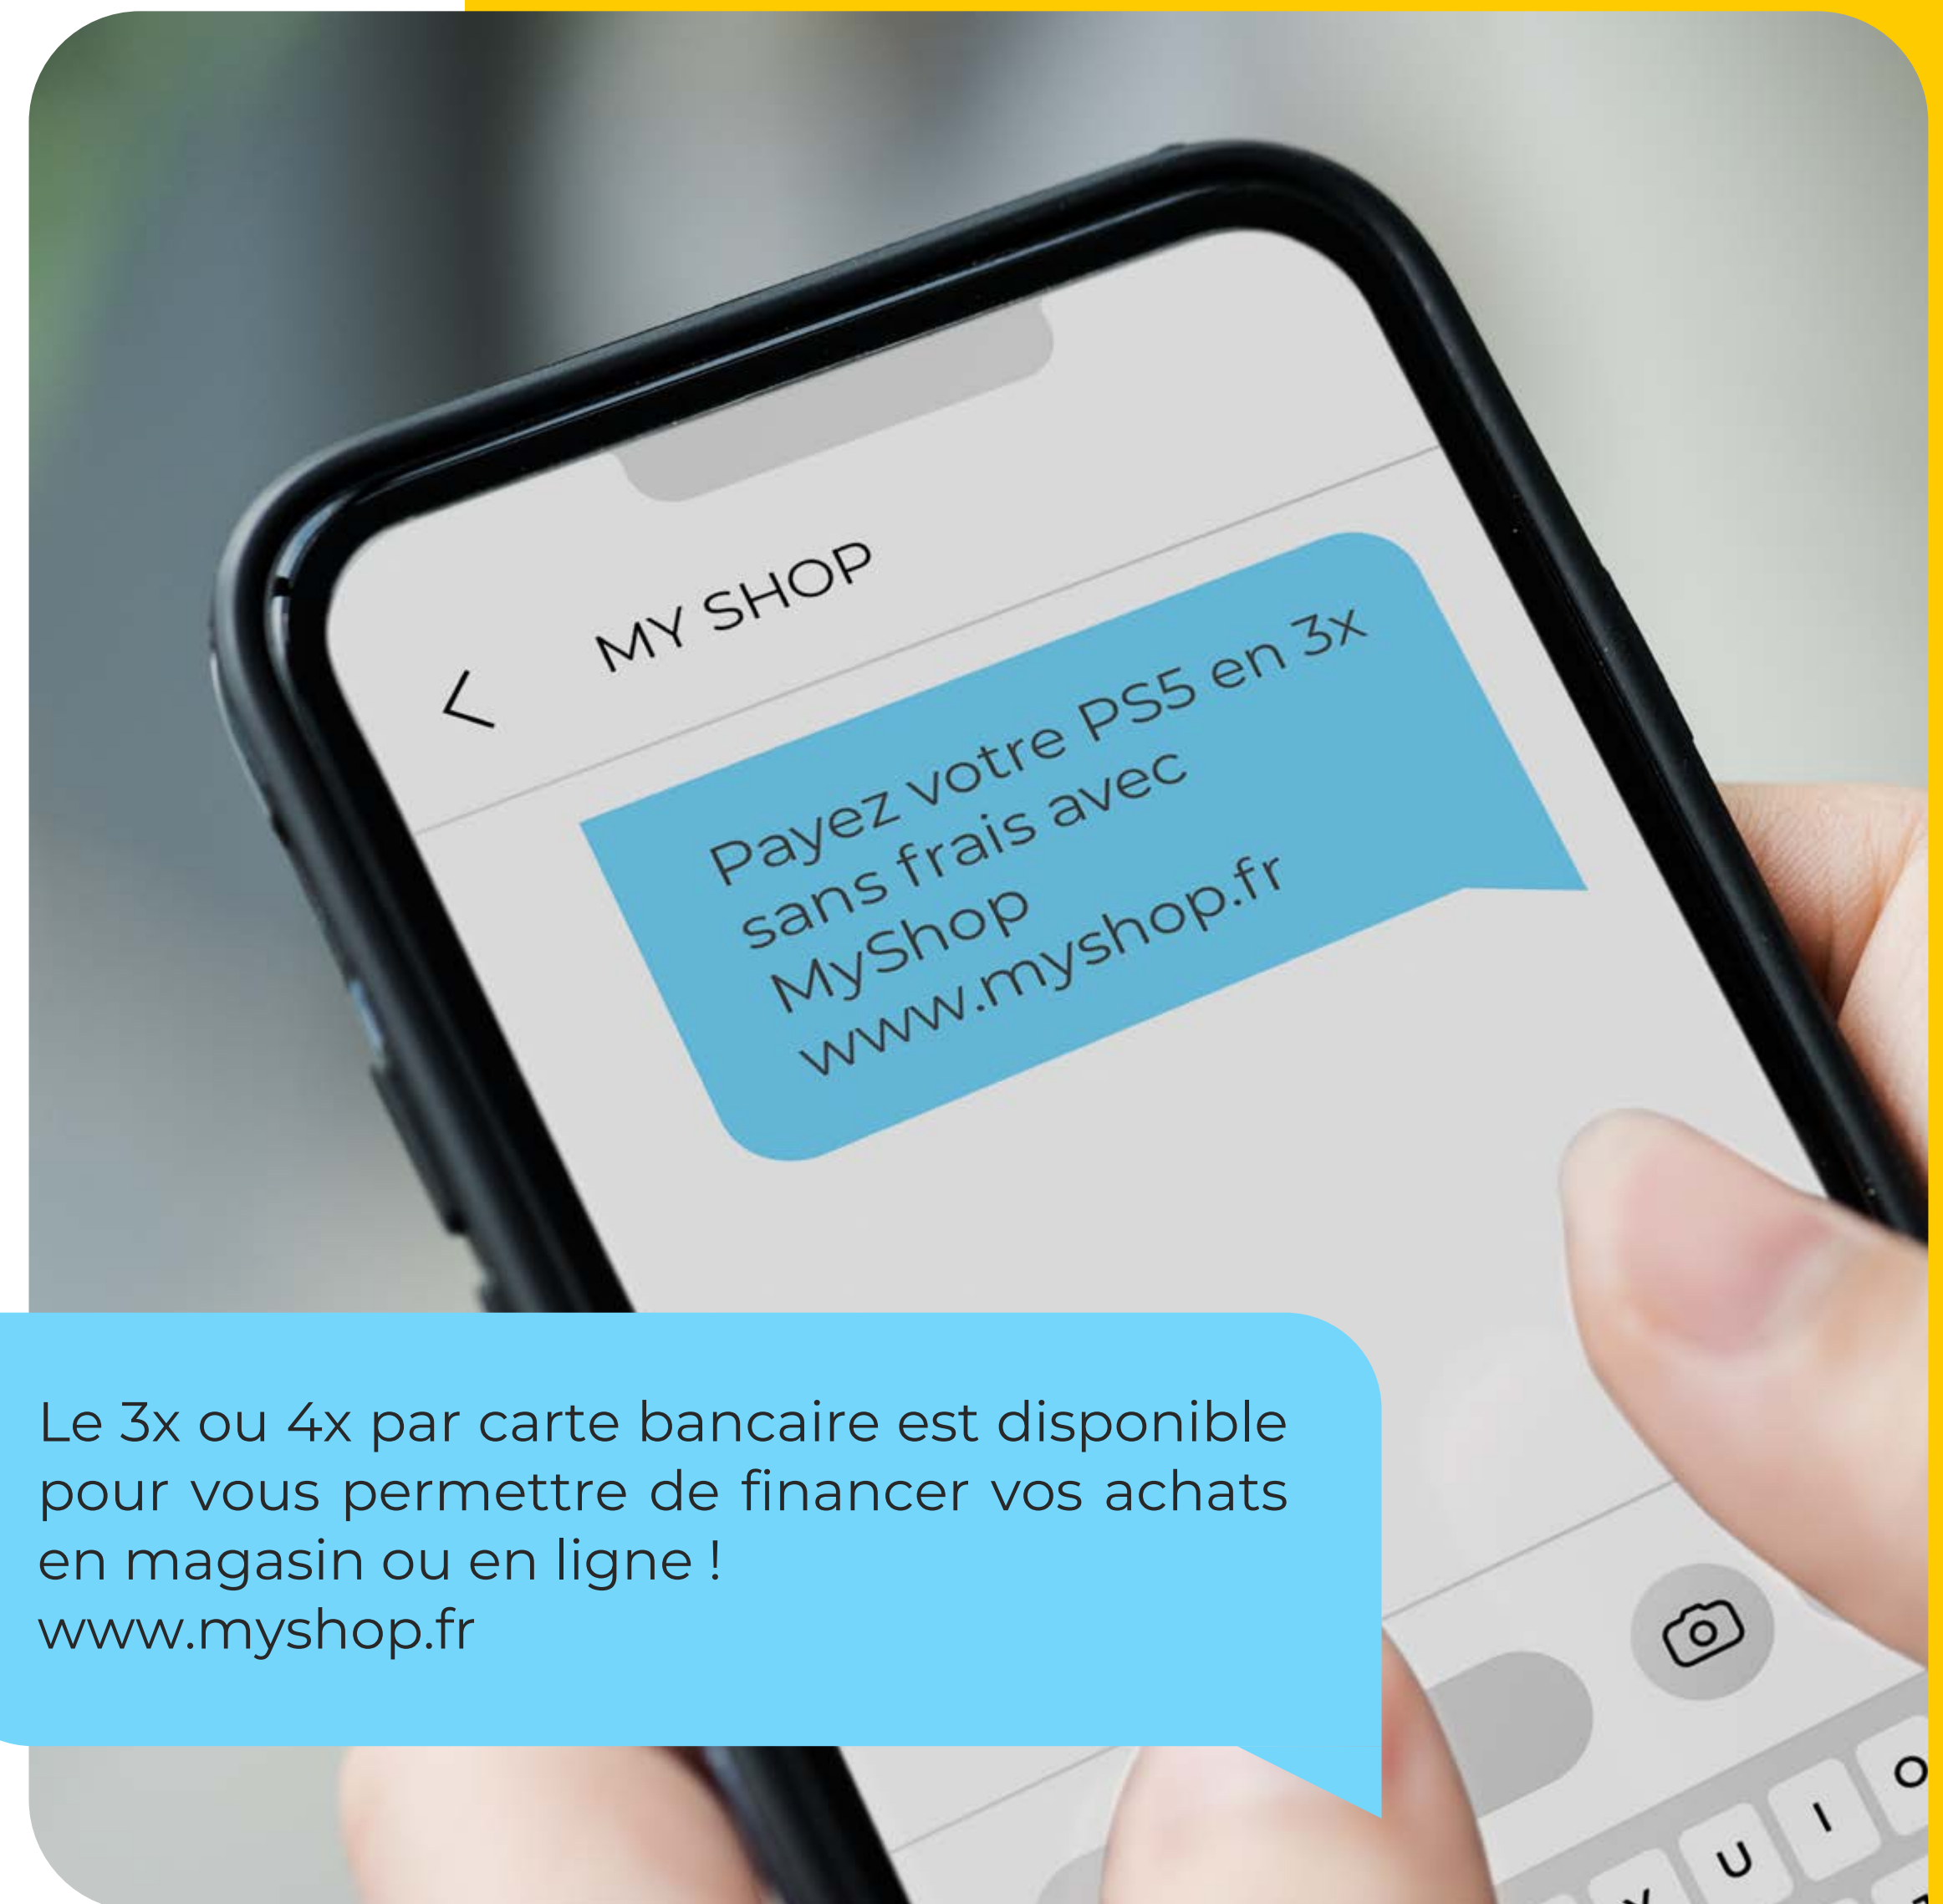 MY SHOP
Payez votre PS5 en 3x
sans frais avec
MyShop
www.myshop.fr
Le 3x ou 4x par carte bancaire est disponible
pour vous permettre de financer vos achats
en magasin ou en ligne !
www.myshop.fr
U I O